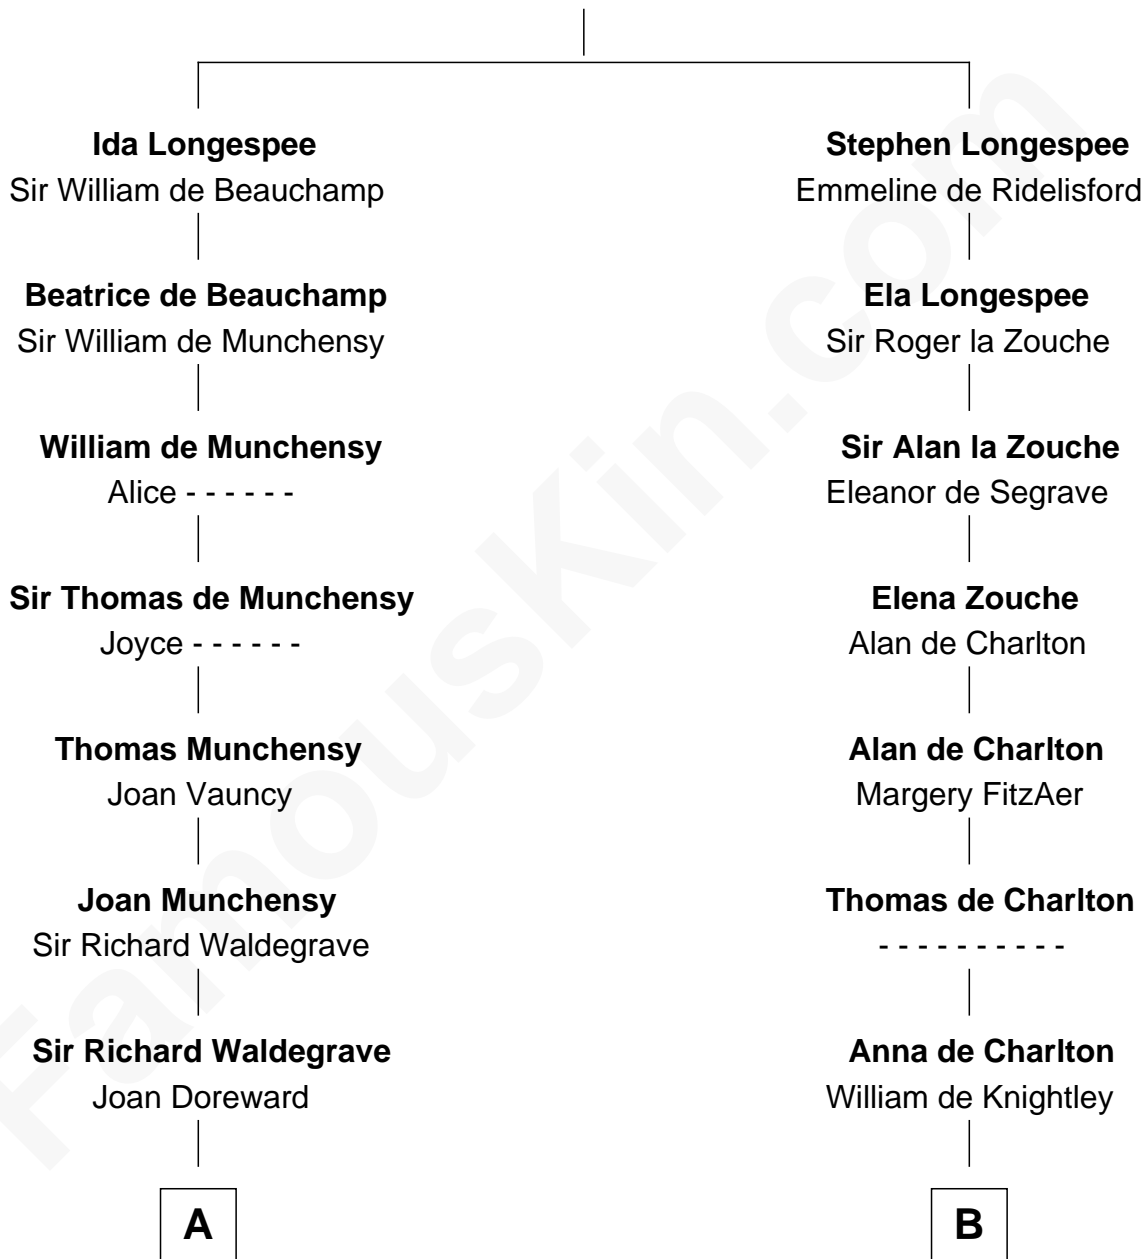 Ida Longespee
Sir William de Beauchamp
Beatrice de Beauchamp
Sir William de Munchensy
William de Munchensy
Alice - - - - - -
Sir Thomas de Munchensy
Joyce - - - - - -
Thomas Munchensy
Joan Vauncy
Joan Munchensy
Sir Richard Waldegrave
Sir Richard Waldegrave
Joan Doreward
A
Stephen Longespee
Emmeline de Ridelisford
Ela Longespee
Sir Roger la Zouche
Sir Alan la Zouche
Eleanor de Segrave
Elena Zouche
Alan de Charlton
Alan de Charlton
Margery FitzAer
Thomas de Charlton
- - - - - - - - - -
Anna de Charlton
William de Knightley
B
FamousKin.com